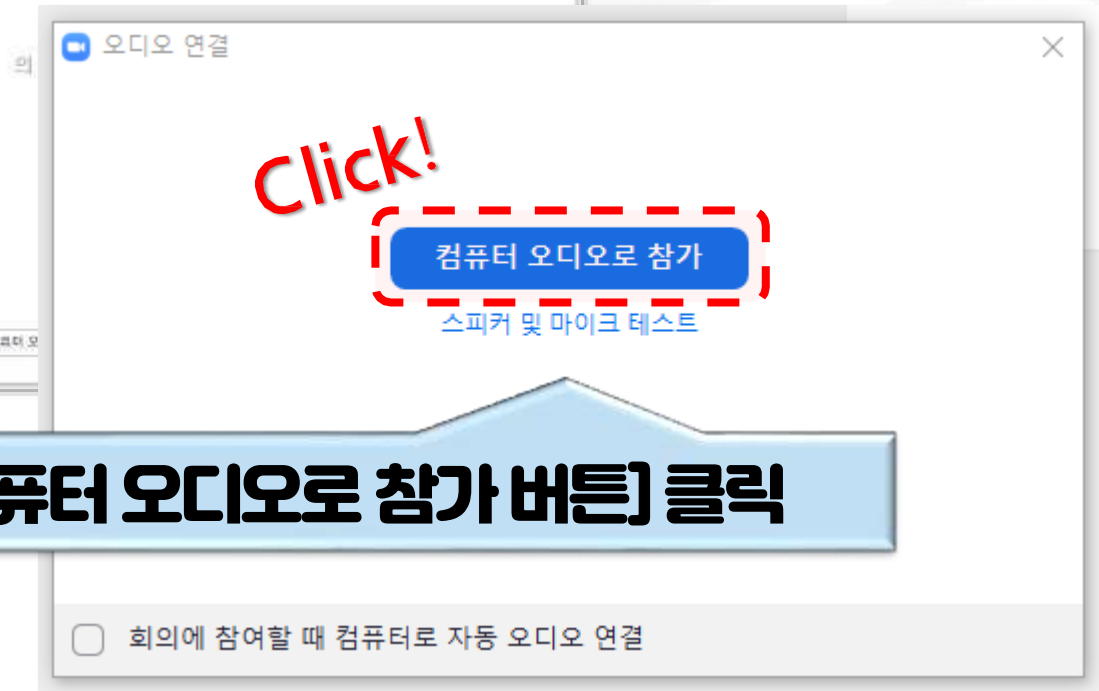 오디오 연결
의
Click!
컴퓨터 오디오로 참가
스피커 및 마이크 테스트
퓨터 오디오로 참가 버튼] 클릭
회의에 참여할 때 컴퓨터로 자동 오디오 연결